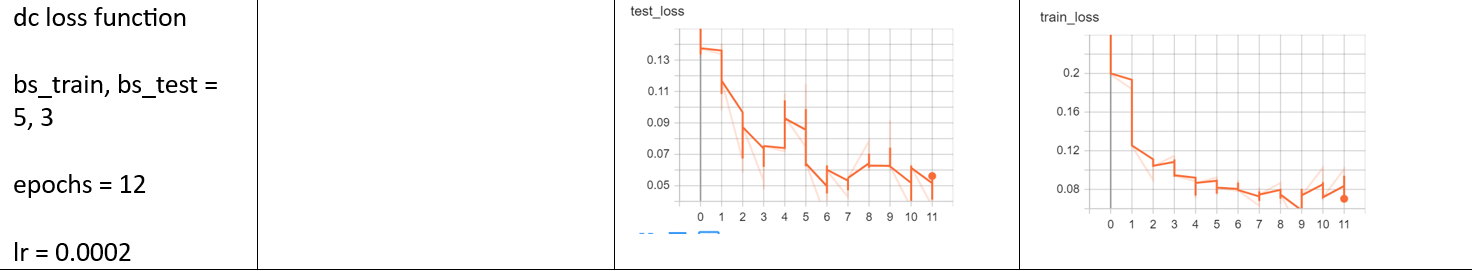 dc loss function
bs_train, bs_test =
5, 3
epochs = 12
lr = 0.0002
test_loss
0.13
0.11
0.09
0.07
0.05
0 1 2 3 4 5 6 7 8 9 10 11
train_loss
0.2
0.16
0.12
0.08
0 1 2 3 4 5 6 7 8 9 10 11